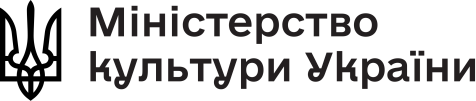 Міністерство
культури України